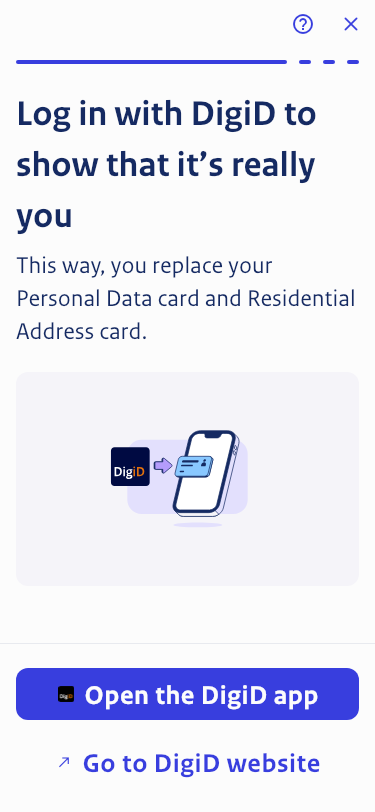 Log in with DigiD to
show that it’s really
you
This way, you replace your
Personal Data card and Residential
Address card.
DigiD
DigiD Open the DigiD app
Go to DigiD website